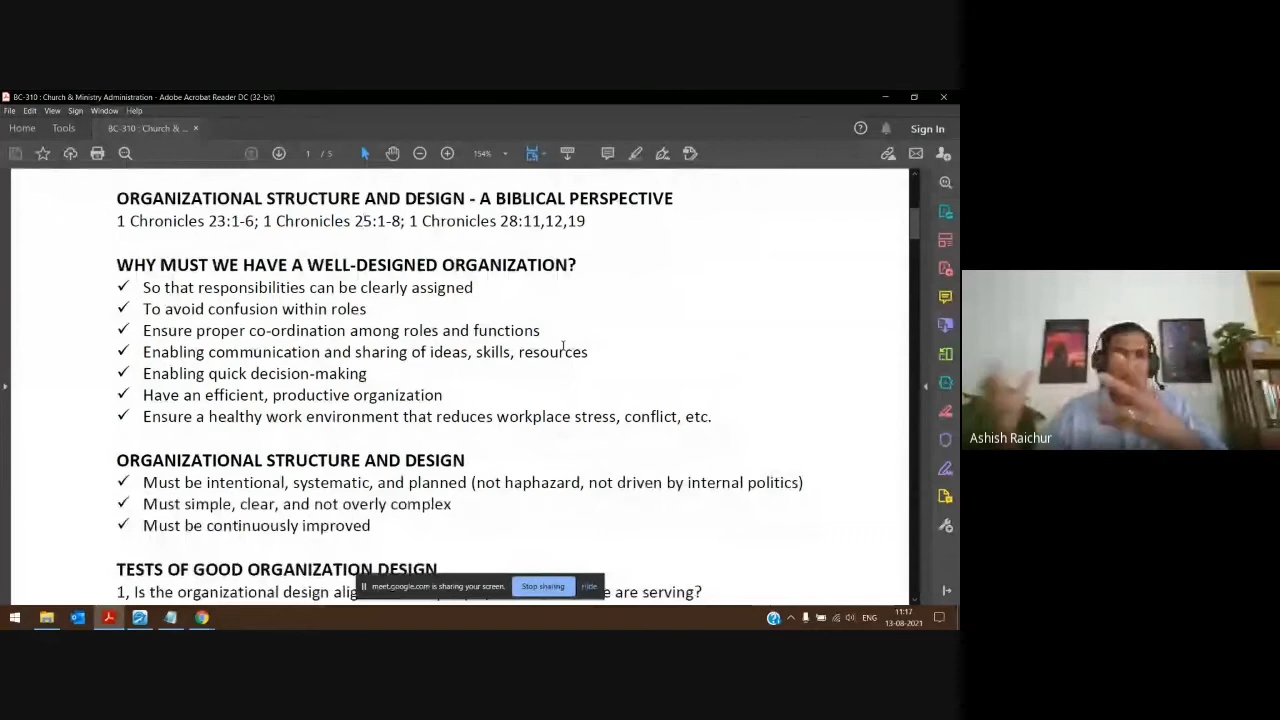 BC-310 : Church & Ministry Administration - Adobe Acrobat Reader DC (32-bit)
File Edit View Sign Window Help
Home Tools BC-310 : Church & ... × Sign In
1 / 5 154%
ORGANIZATIONAL STRUCTURE AND DESIGN - A BIBLICAL PERSPECTIVE
1 Chronicles 23:1-6; 1 Chronicles 25:1-8; 1 Chronicles 28:11,12,19
WHY MUST WE HAVE A WELL-DESIGNED ORGANIZATION?
✓ So that responsibilities can be clearly assigned
✓ To avoid confusion within roles
✓ Ensure proper co-ordination among roles and functions
✓ Enabling communication and sharing of ideas, skills, resources
✓ Enabling quick decision-making
✓ Have an efficient, productive organization
✓ Ensure a healthy work environment that reduces workplace stress, conflict, etc.
ORGANIZATIONAL STRUCTURE AND DESIGN
✓ Must be intentional, systematic, and planned (not haphazard, not driven by internal politics)
✓ Must simple, clear, and not overly complex
✓ Must be continuously improved
TESTS OF GOOD ORGANIZATION DESIGN
1, Is the organizational design are serving?
meet.google.com is sharing your screen. Stop sharing Hide
ENG
11:17
13-08-2021
Ashish Raichur